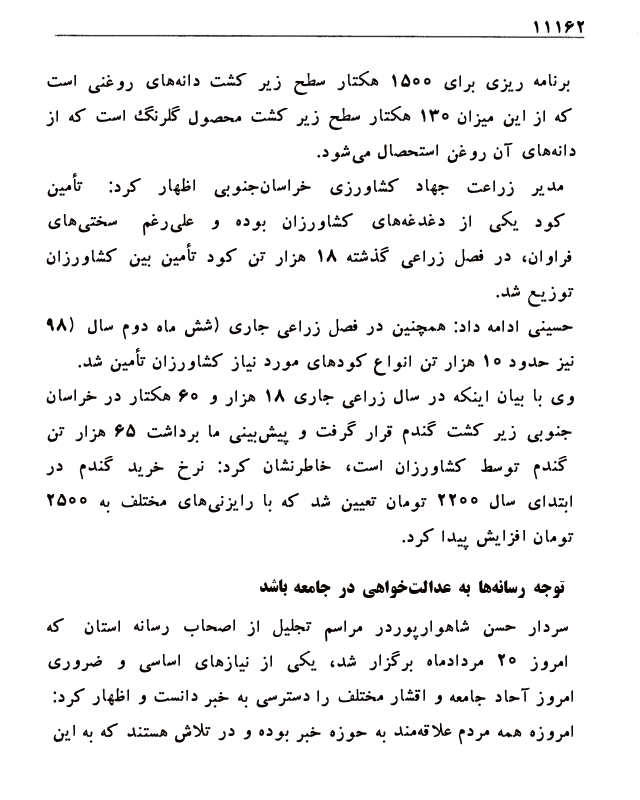 ۱۱۱۶۲
برنامه ریزی برای ۱۵۰۰ هکتار سطح زیر کشت دانه‌های روغنی است
که از این میزان ۱۳۰ هکتار سطح زیر کشت محصول گلرنگ است که از
دانه‌های آن روغن استحصال می‌شود.
مدیر زراعت جهاد کشاورزی خراسان‌جنوبی اظهار کرد: تأمین
کود یکی از دغدغه‌های کشاورزان بوده و علی‌رغم سختی‌های
فراوان، در فصل زراعی گذشته ۱۸ هزار تن کود تأمین بین کشاورزان
توزیع شد.
حسینی ادامه داد: همچنین در فصل زراعی جاری (شش ماه دوم سال ۹۸)
نیز حدود ۱۰ هزار تن انواع کودهای مورد نیاز کشاورزان تأمین شد.
وی با بیان اینکه در سال زراعی جاری ۱۸ هزار و ۶۰ هکتار در خراسان
جنوبی زیر کشت گندم قرار گرفت و پیش‌بینی ما برداشت ۶۵ هزار تن
گندم توسط کشاورزان است، خاطرنشان کرد: نرخ خرید گندم در
ابتدای سال ۲۲۰۰ تومان تعیین شد که با رایزنی‌های مختلف به ۲۵۰۰
تومان افزایش پیدا کرد.
توجه رسانه‌ها به عدالت‌خواهی در جامعه باشد
سردار حسن شاهوارپوردر مراسم تجلیل از اصحاب رسانه استان که
امروز ۲۰ مردادماه برگزار شد، یکی از نیازهای اساسی و ضروری
امروز آحاد جامعه و اقشار مختلف را دسترسی به خبر دانست و اظهار کرد:
امروزه همه مردم علاقه‌مند به حوزه خبر بوده و در تلاش هستند که به این